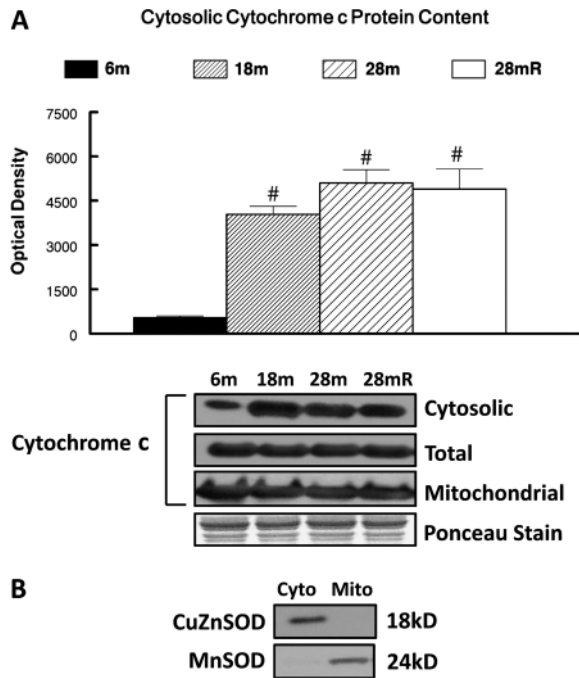 A Cytosolic Cytochrome c Protein Content
6m 18m 28m 28mR
7500
6000
4500
3000
1500
0
Optical Density
# # #
6m 18m 28m 28mR
Cytochrome c
Cytosolic
Total
Mitochondrial
Ponceau Stain
B
Cyto Mito
CuZnSOD 18kD
MnSOD 24kD